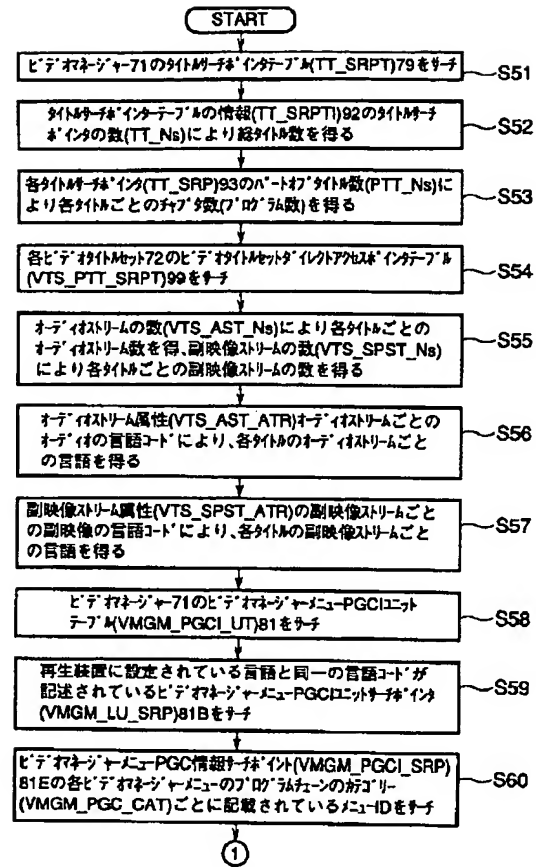 START
ビデオマネージャー71のタイトルサーチポインタテーブル(TT_SRPT)79をサーチ
S51
タイトルサーチポインターテーブルの情報(TT_SRPTI)92のタイトルサーチ
ポインタの数(TT_Ns)により総タイトル数を得る
S52
各タイトルサーチポインタ(TT_SRP)93のパートオブタイトル数(PTT_Ns)に
より各タイトルごとのチャプタ数(プログラム数)を得る
S53
各ビデオタイトルセット72のビデオタイトルセットダイレクトアクセスポインタテーブル
(VTS_PTT_SRPT)99をサーチ
S54
オーディオストリームの数(VTS_AST_Ns)により各タイトルごとの
オーディオストリーム数を得、副映像ストリームの数(VTS_SPST_Ns)
により各タイトルごとの副映像ストリームの数を得る
S55
オーディオストリーム属性(VTS_AST_ATR)オーディオストリームごとの
オーディオの言語コードにより、各タイトルのオーディオストリームごと
の言語を得る
S56
副映像ストリーム属性(VTS_SPST_ATR)の副映像ストリームごと
の副映像の言語コードにより、各タイトルの副映像ストリームごと
の言語を得る
S57
ビデオマネージャー71のビデオマネージャーメニューPGCIユニット
テーブル(VMGM_PGCI_UT)81をサーチ
S58
再生装置に設定されている言語と同一の言語コードが
記述されているビデオマネージャーメニューPGCIユニットサーチポインタ
(VMGM_LU_SRP)81Bをサーチ
S59
ビデオマネージャーメニューPGC情報サーチポイント(VMGM_PGCI_SRP)
81Eの各ビデオマネージャーメニューのプログラムチェーンのカテゴリー
(VMGM_PGC_CAT)ごとに記載されているメニューIDをサーチ
S60
1